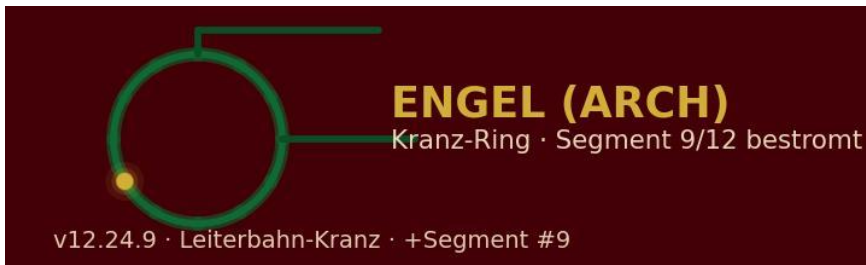 ENGEL (ARCH)
Kranz-Ring · Segment 9/12 bestromt
v12.24.9 · Leiterbahn-Kranz · +Segment #9